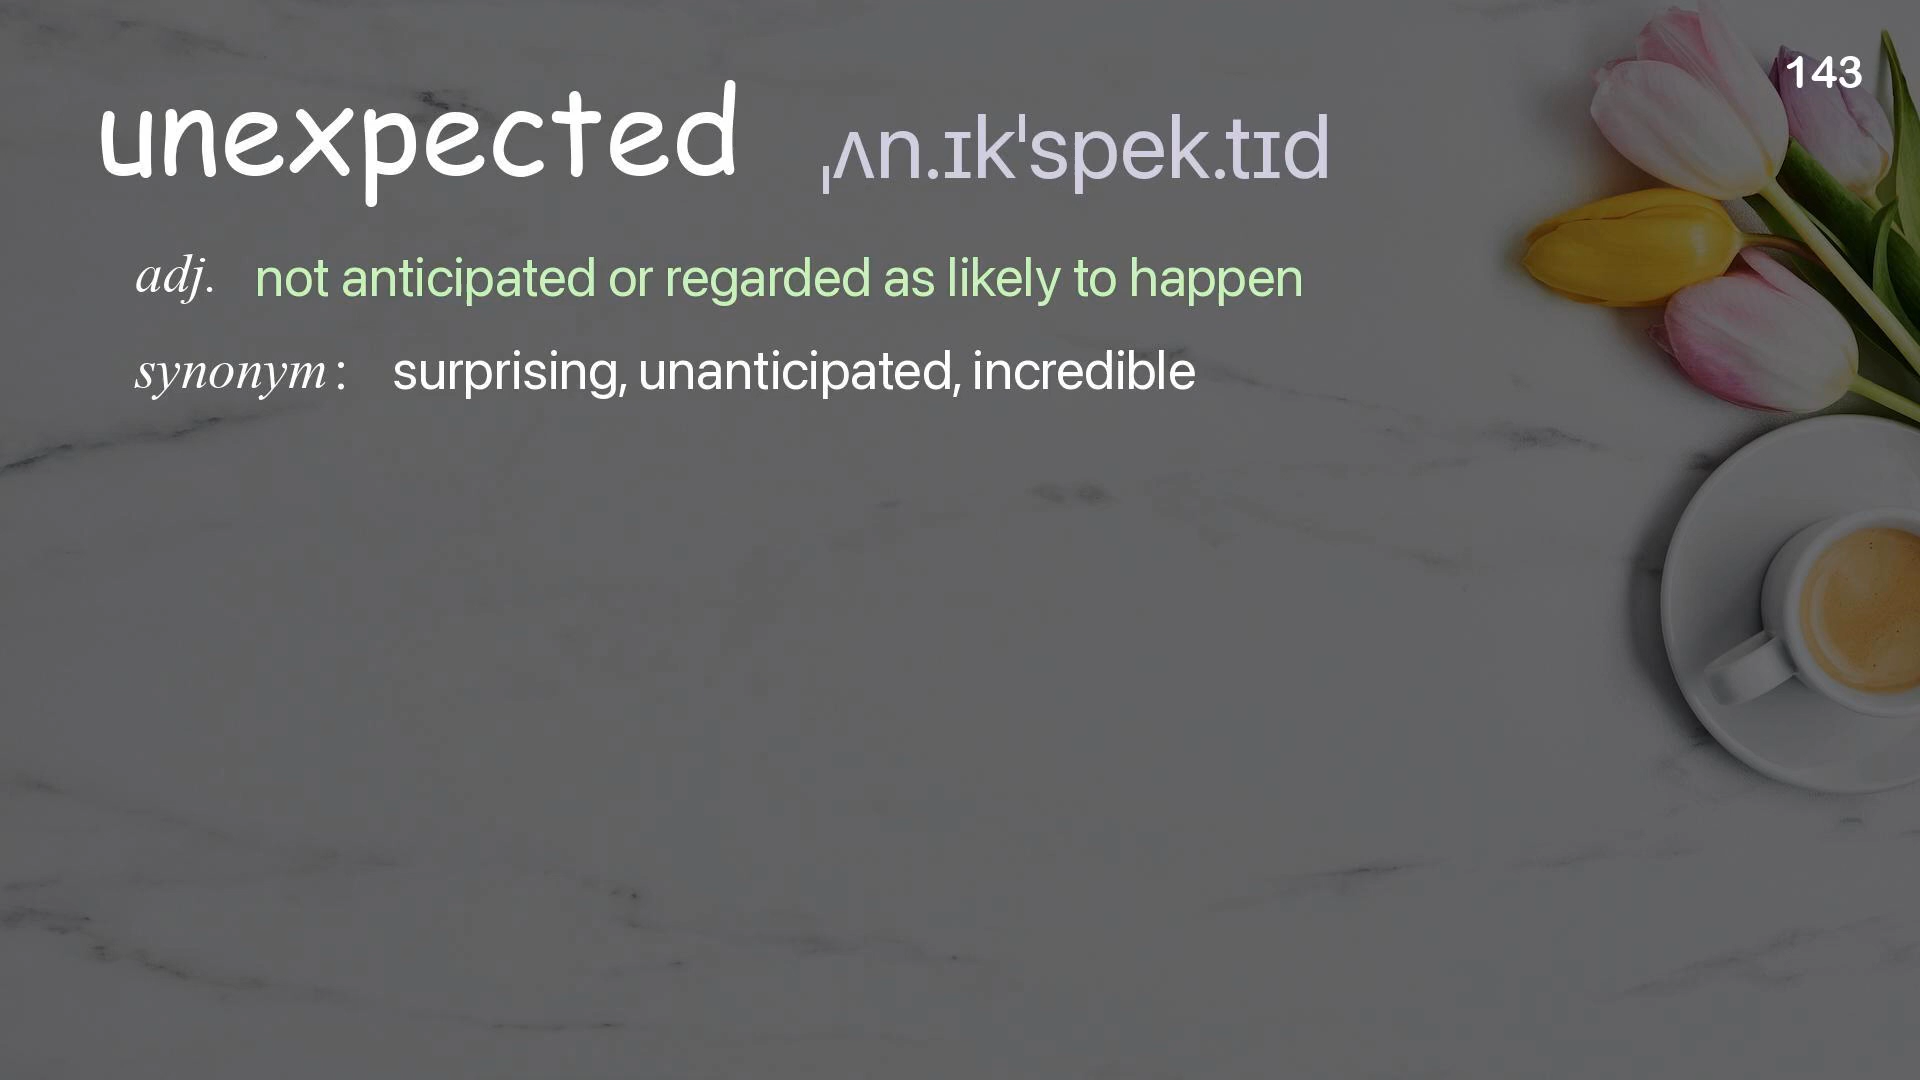 143
unexpected ˌʌn.ɪkˈspek.tɪd
adj. not anticipated or regarded as likely to happen
synonym : surprising, unanticipated, incredible